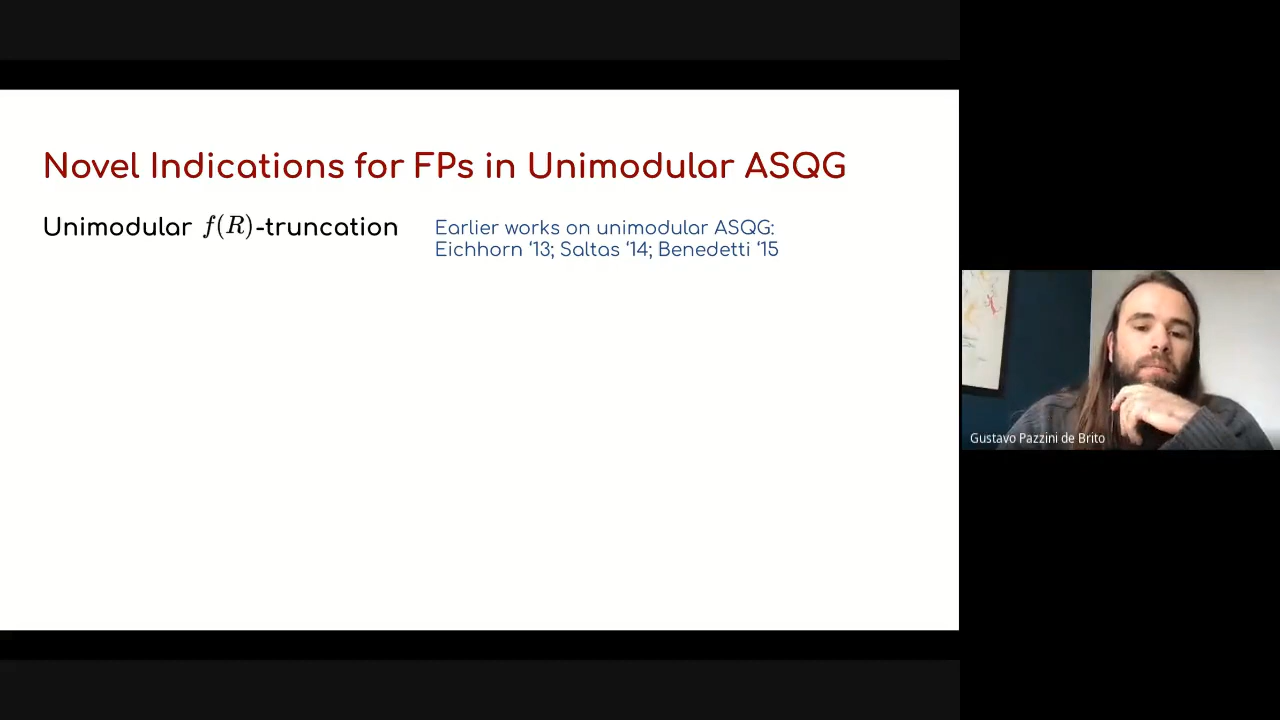 Novel Indications for FPs in Unimodular ASQG
Unimodular f(R)-truncation
Earlier works on unimodular ASQG:
Eichhorn ‘13; Saltas ‘14; Benedetti ‘15
Gustavo Pazzini de Brito